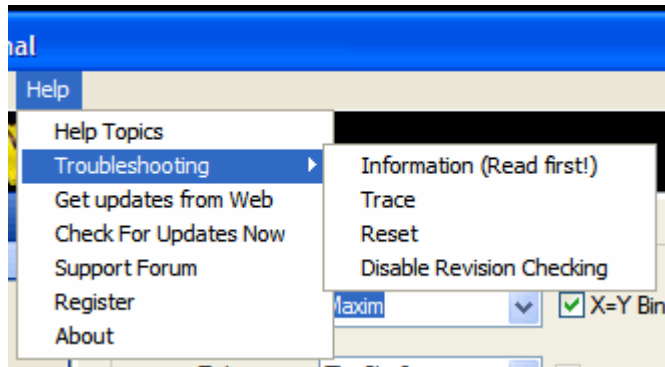 nal
Help
Help Topics
Troubleshooting
Get updates from Web
Check For Updates Now
Support Forum
Register
About
Information (Read first!)
Trace
Reset
Disable Revision Checking
Maxim
X=Y Bin